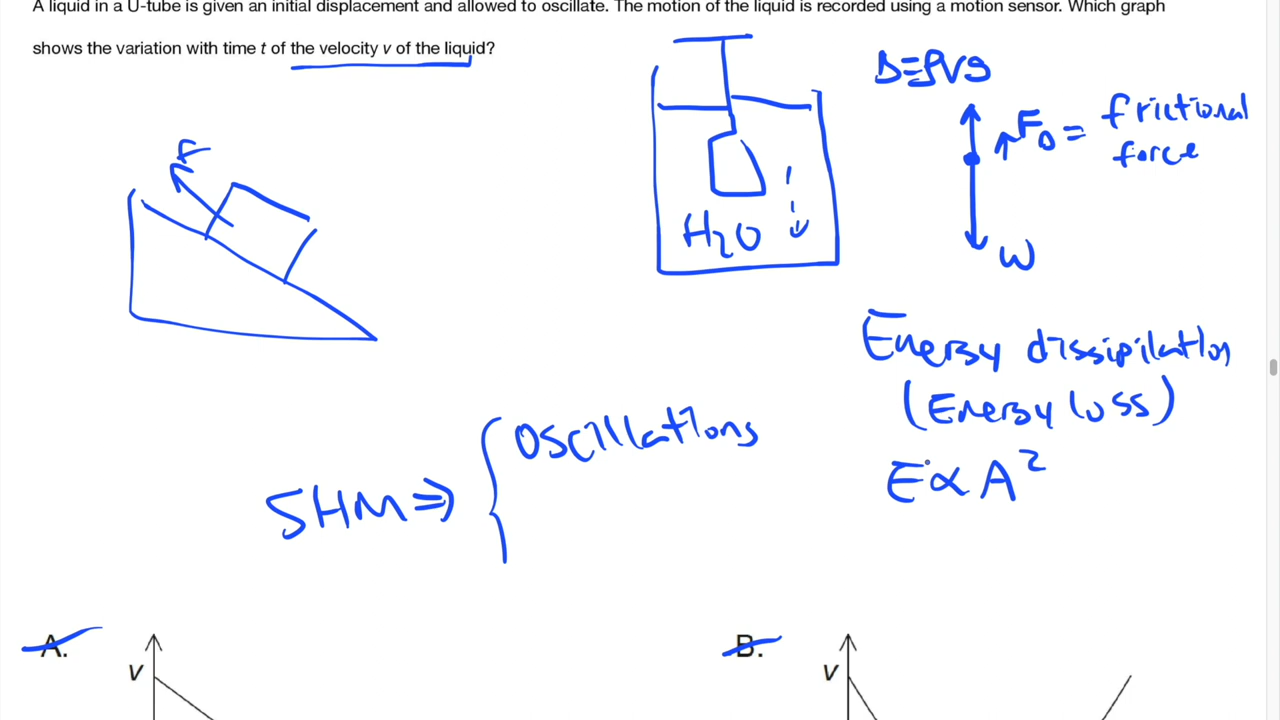 A liquid in a U-tube is given an initial displacement and allowed to oscillate. The motion of the liquid is recorded using a motion sensor. Which graph
shows the variation with time t of the velocity v of the liquid?
B=ρVg
F
F_D = frictional
force
H₂O
W
Energy dissipilation
(Energy loss)
Oscillations
SHM ⇒
E∝A²
A.
B.
v
v